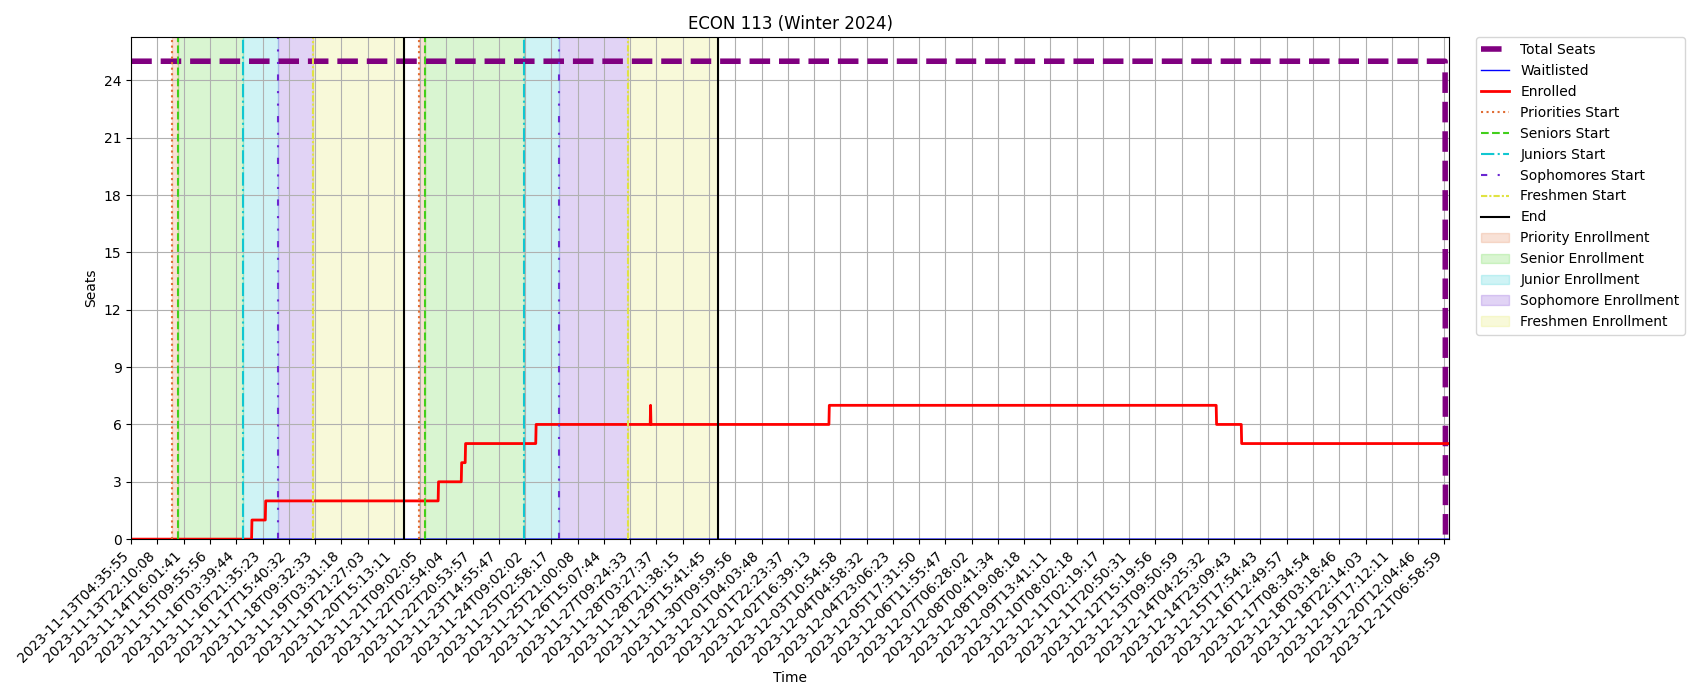 ECON 113 (Winter 2024)
Total Seats
Waitlisted
Enrolled
Priorities Start
Seniors Start
Juniors Start
Sophomores Start
Freshmen Start
End
Priority Enrollment
Senior Enrollment
Junior Enrollment
Sophomore Enrollment
Freshmen Enrollment
Seats
24
21
18
15
12
9
6
3
0
2023-11-13T04:35:55
2023-11-13T22:10:08
2023-11-14T16:01:41
2023-11-15T09:55:56
2023-11-16T03:39:44
2023-11-16T21:35:23
2023-11-17T15:40:32
2023-11-18T09:32:33
2023-11-19T03:31:18
2023-11-19T21:27:03
2023-11-20T15:13:11
2023-11-21T09:02:05
2023-11-22T02:54:04
2023-11-22T20:53:57
2023-11-23T14:55:47
2023-11-24T09:02:02
2023-11-25T02:58:17
2023-11-25T21:00:08
2023-11-26T15:07:44
2023-11-27T09:24:33
2023-11-28T03:27:37
2023-11-28T21:38:15
2023-11-29T15:41:45
2023-11-30T09:59:56
2023-12-01T04:03:48
2023-12-01T22:23:37
2023-12-02T16:39:13
2023-12-03T10:54:58
2023-12-04T04:58:32
2023-12-04T23:06:23
2023-12-05T17:31:50
2023-12-06T11:55:47
2023-12-07T06:28:02
2023-12-08T00:41:34
2023-12-08T19:08:18
2023-12-09T13:41:11
2023-12-10T08:02:18
2023-12-11T02:19:17
2023-12-11T20:50:31
2023-12-12T15:19:56
2023-12-13T09:50:59
2023-12-14T04:25:32
2023-12-14T23:09:43
2023-12-15T17:54:43
2023-12-16T12:49:57
2023-12-17T08:34:54
2023-12-18T03:18:46
2023-12-18T22:14:03
2023-12-19T17:12:11
2023-12-20T12:04:46
2023-12-21T06:58:59
Time